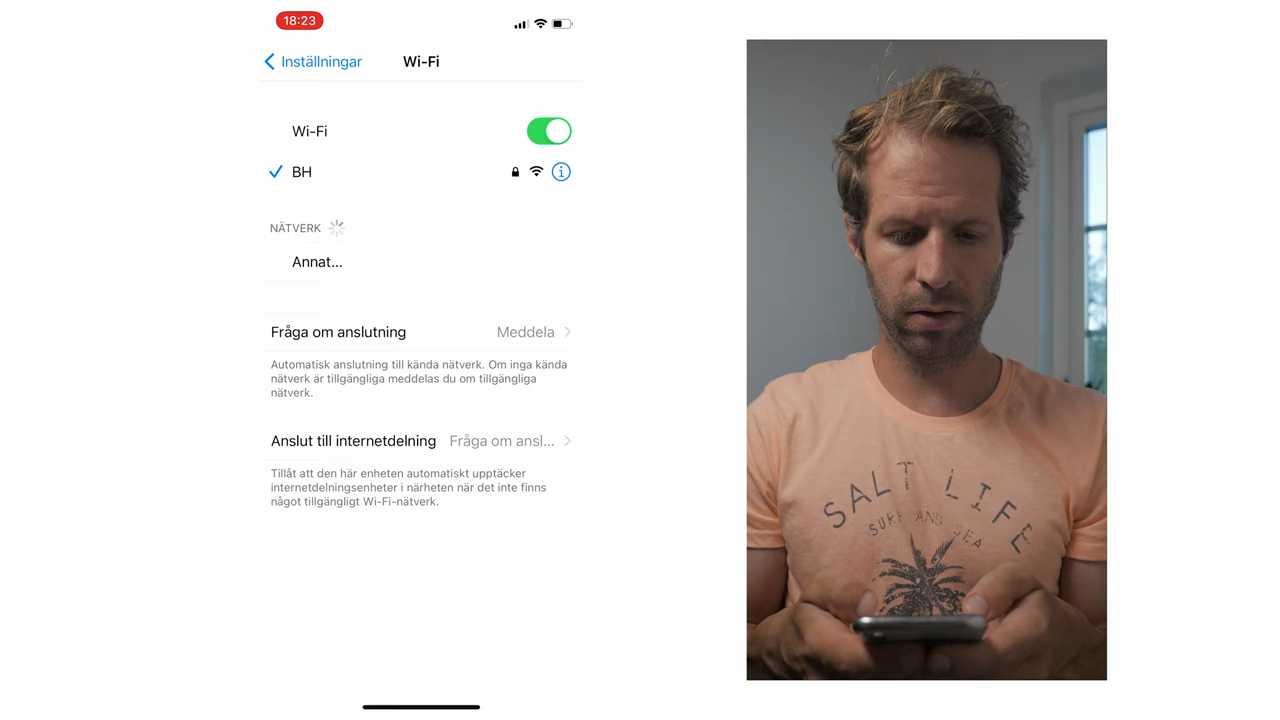 18:23
Inställningar
Wi-Fi
Wi-Fi
BH
NÄTVERK
Annat...
Fråga om anslutning
Meddela
Automatisk anslutning till kända nätverk. Om inga kända
nätverk är tillgängliga meddelas du om tillgängliga
nätverk.
Anslut till internetdelning
Fråga om ansl...
Tillåt att den här enheten automatiskt upptäcker
internetdelningsenheter i närheten när det inte finns
något tillgängligt Wi-Fi-nätverk.
SALT LIFE
SURF AND SEA